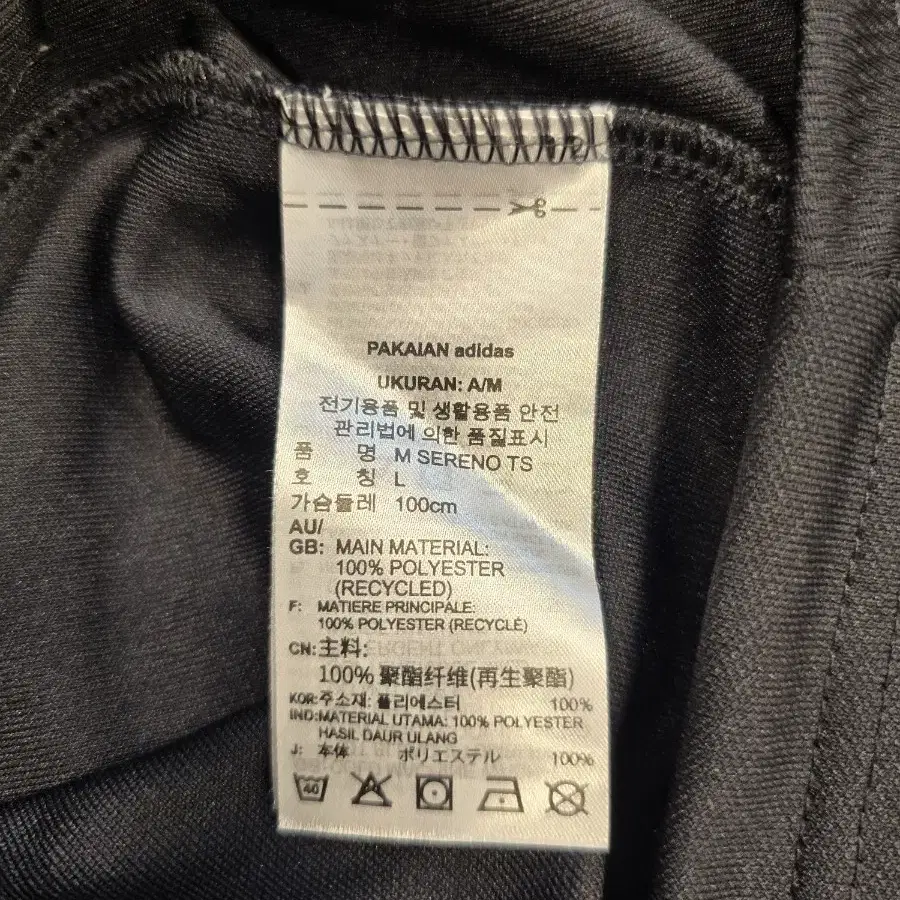 PAKAIAN adidas
UKURAN: A/M
전기용품 및 생활용품 안전
관리법에 의한 품질표시
품 명 M SERENO TS
호 칭 L
가슴둘레 100cm
AU/
GB: MAIN MATERIAL:
100% POLYESTER
(RECYCLED)
F: MATIERE PRINCIPALE:
100% POLYESTER (RECYCLÉ)
CN: 主料:
100% 聚酯纤维(再生聚酯)
KOR: 주소재: 폴리에스터 100%
IND: MATERIAL UTAMA: 100% POLYESTER
HASIL DAUR ULANG
J: 本体 ポリエステル 100%
40